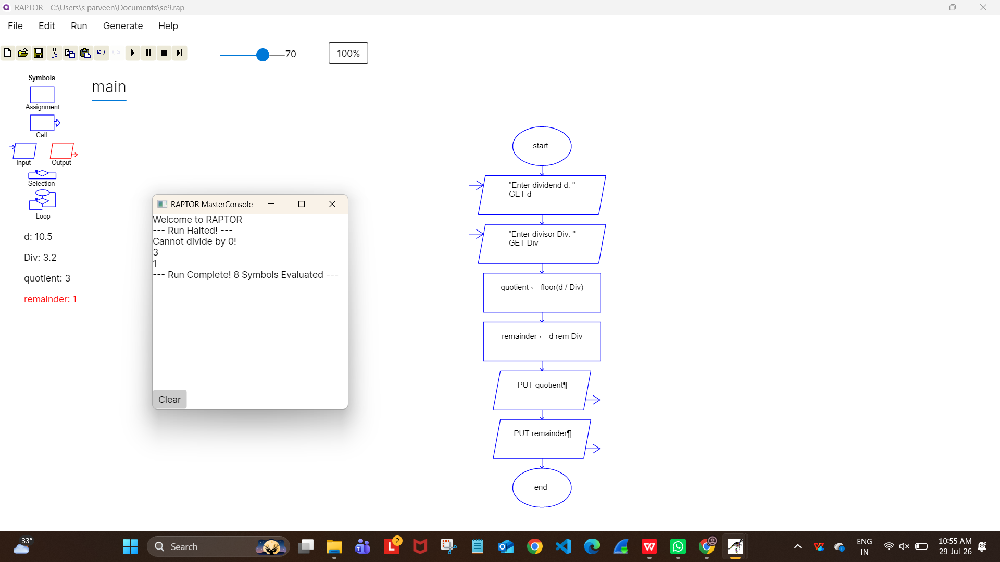 RAPTOR - C:\Users\s parveen\Documents\se9.rap
File Edit Run Generate Help
70
100%
Symbols
Assignment
Call
Input Output
Selection
Loop
d: 10.5
Div: 3.2
quotient: 3
remainder: 1
main
RAPTOR MasterConsole
Welcome to RAPTOR
--- Run Halted! ---
Cannot divide by 0!
3
1
--- Run Complete! 8 Symbols Evaluated ---
Clear
start
"Enter dividend d: "
GET d
"Enter divisor Div: "
GET Div
quotient ← floor(d / Div)
remainder ← d rem Div
PUT quotient¶
PUT remainder¶
end
33°
Search
2
ENG
IN
10:55 AM
29-Jul-26